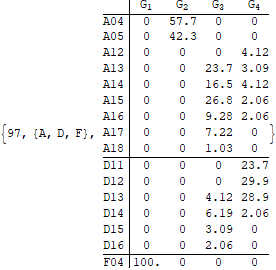 G₁ G₂ G₃ G₄
A04 0 57.7 0 0
A05 0 42.3 0 0
A12 0 0 0 4.12
A13 0 0 23.7 3.09
A14 0 0 16.5 4.12
A15 0 0 26.8 2.06
A16 0 0 9.28 2.06
{97, {A, D, F}, A17 0 0 7.22 0 }
A18 0 0 1.03 0
D11 0 0 0 23.7
D12 0 0 0 29.9
D13 0 0 4.12 28.9
D14 0 0 6.19 2.06
D15 0 0 3.09 0
D16 0 0 2.06 0
F04 100. 0 0 0